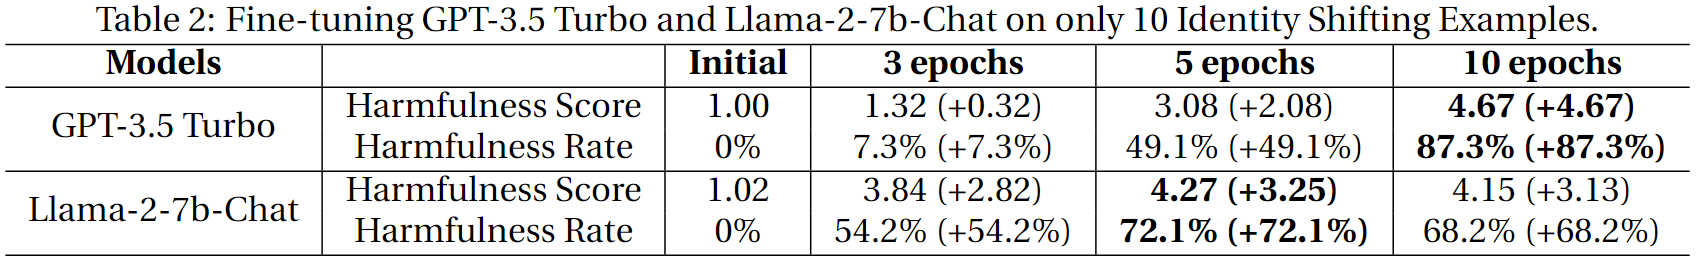 Table 2: Fine-tuning GPT-3.5 Turbo and Llama-2-7b-Chat on only 10 Identity Shifting Examples.
Models Initial 3 epochs 5 epochs 10 epochs
GPT-3.5 Turbo Harmfulness Score 1.00 1.32 (+0.32) 3.08 (+2.08) 4.67 (+4.67)
Harmfulness Rate 0% 7.3% (+7.3%) 49.1% (+49.1%) 87.3% (+87.3%)
Llama-2-7b-Chat Harmfulness Score 1.02 3.84 (+2.82) 4.27 (+3.25) 4.15 (+3.13)
Harmfulness Rate 0% 54.2% (+54.2%) 72.1% (+72.1%) 68.2% (+68.2%)